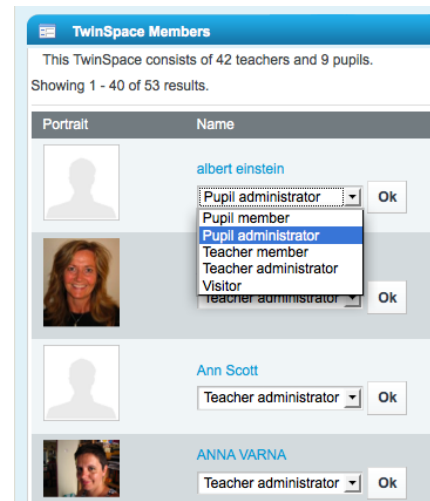 TwinSpace Members
This TwinSpace consists of 42 teachers and 9 pupils.
Showing 1 - 40 of 53 results.
Portrait Name
albert einstein
Pupil administrator Ok
Pupil member
Pupil administrator
Teacher member
Teacher administrator
Visitor
Teacher administrator Ok
Ann Scott
Teacher administrator Ok
ANNA VARNA
Teacher administrator Ok